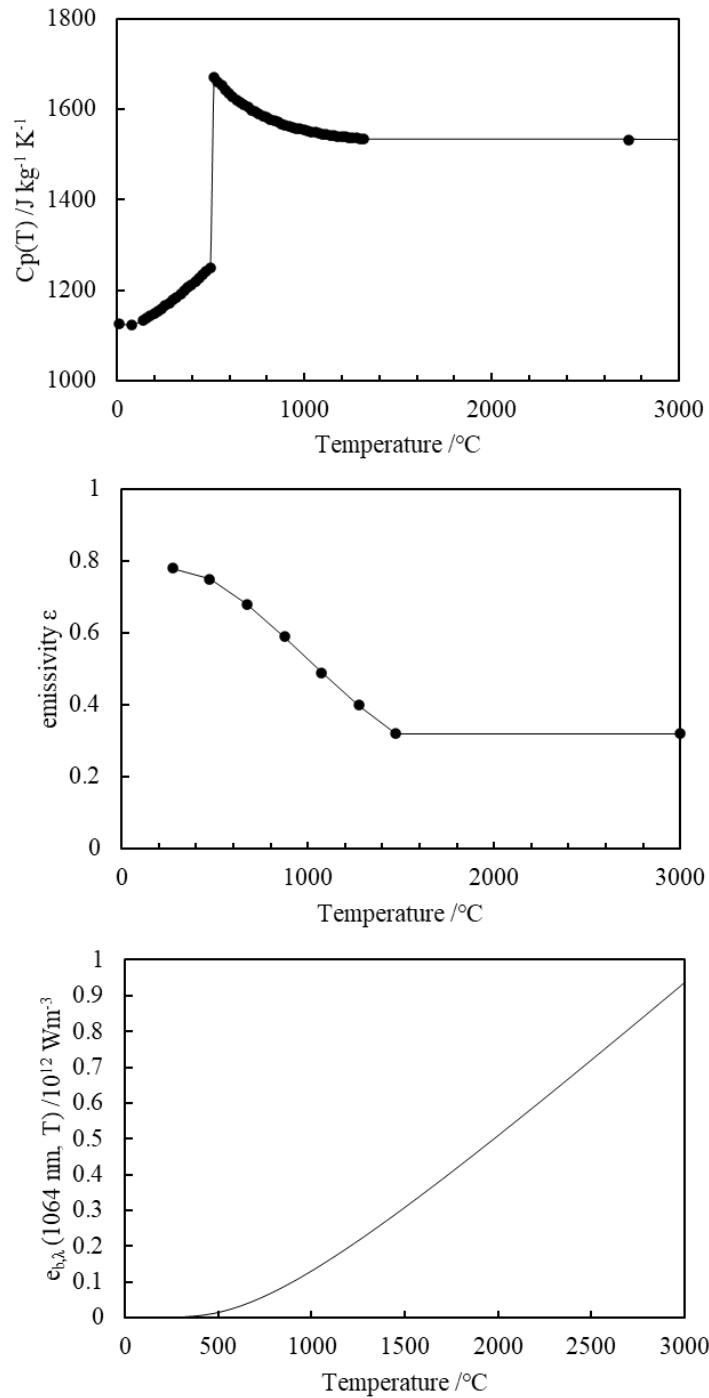 1800
1600
1400
1200
1000
Cp(T) /J kg⁻¹ K⁻¹
0 1000 2000 3000
Temperature /°C
1
0.8
0.6
0.4
0.2
0
emissivity ε
0 1000 2000 3000
Temperature /°C
1
0.9
0.8
0.7
0.6
0.5
0.4
0.3
0.2
0.1
0
e_b,λ (1064 nm, T) /10¹² Wm⁻³
0 500 1000 1500 2000 2500 3000
Temperature /°C